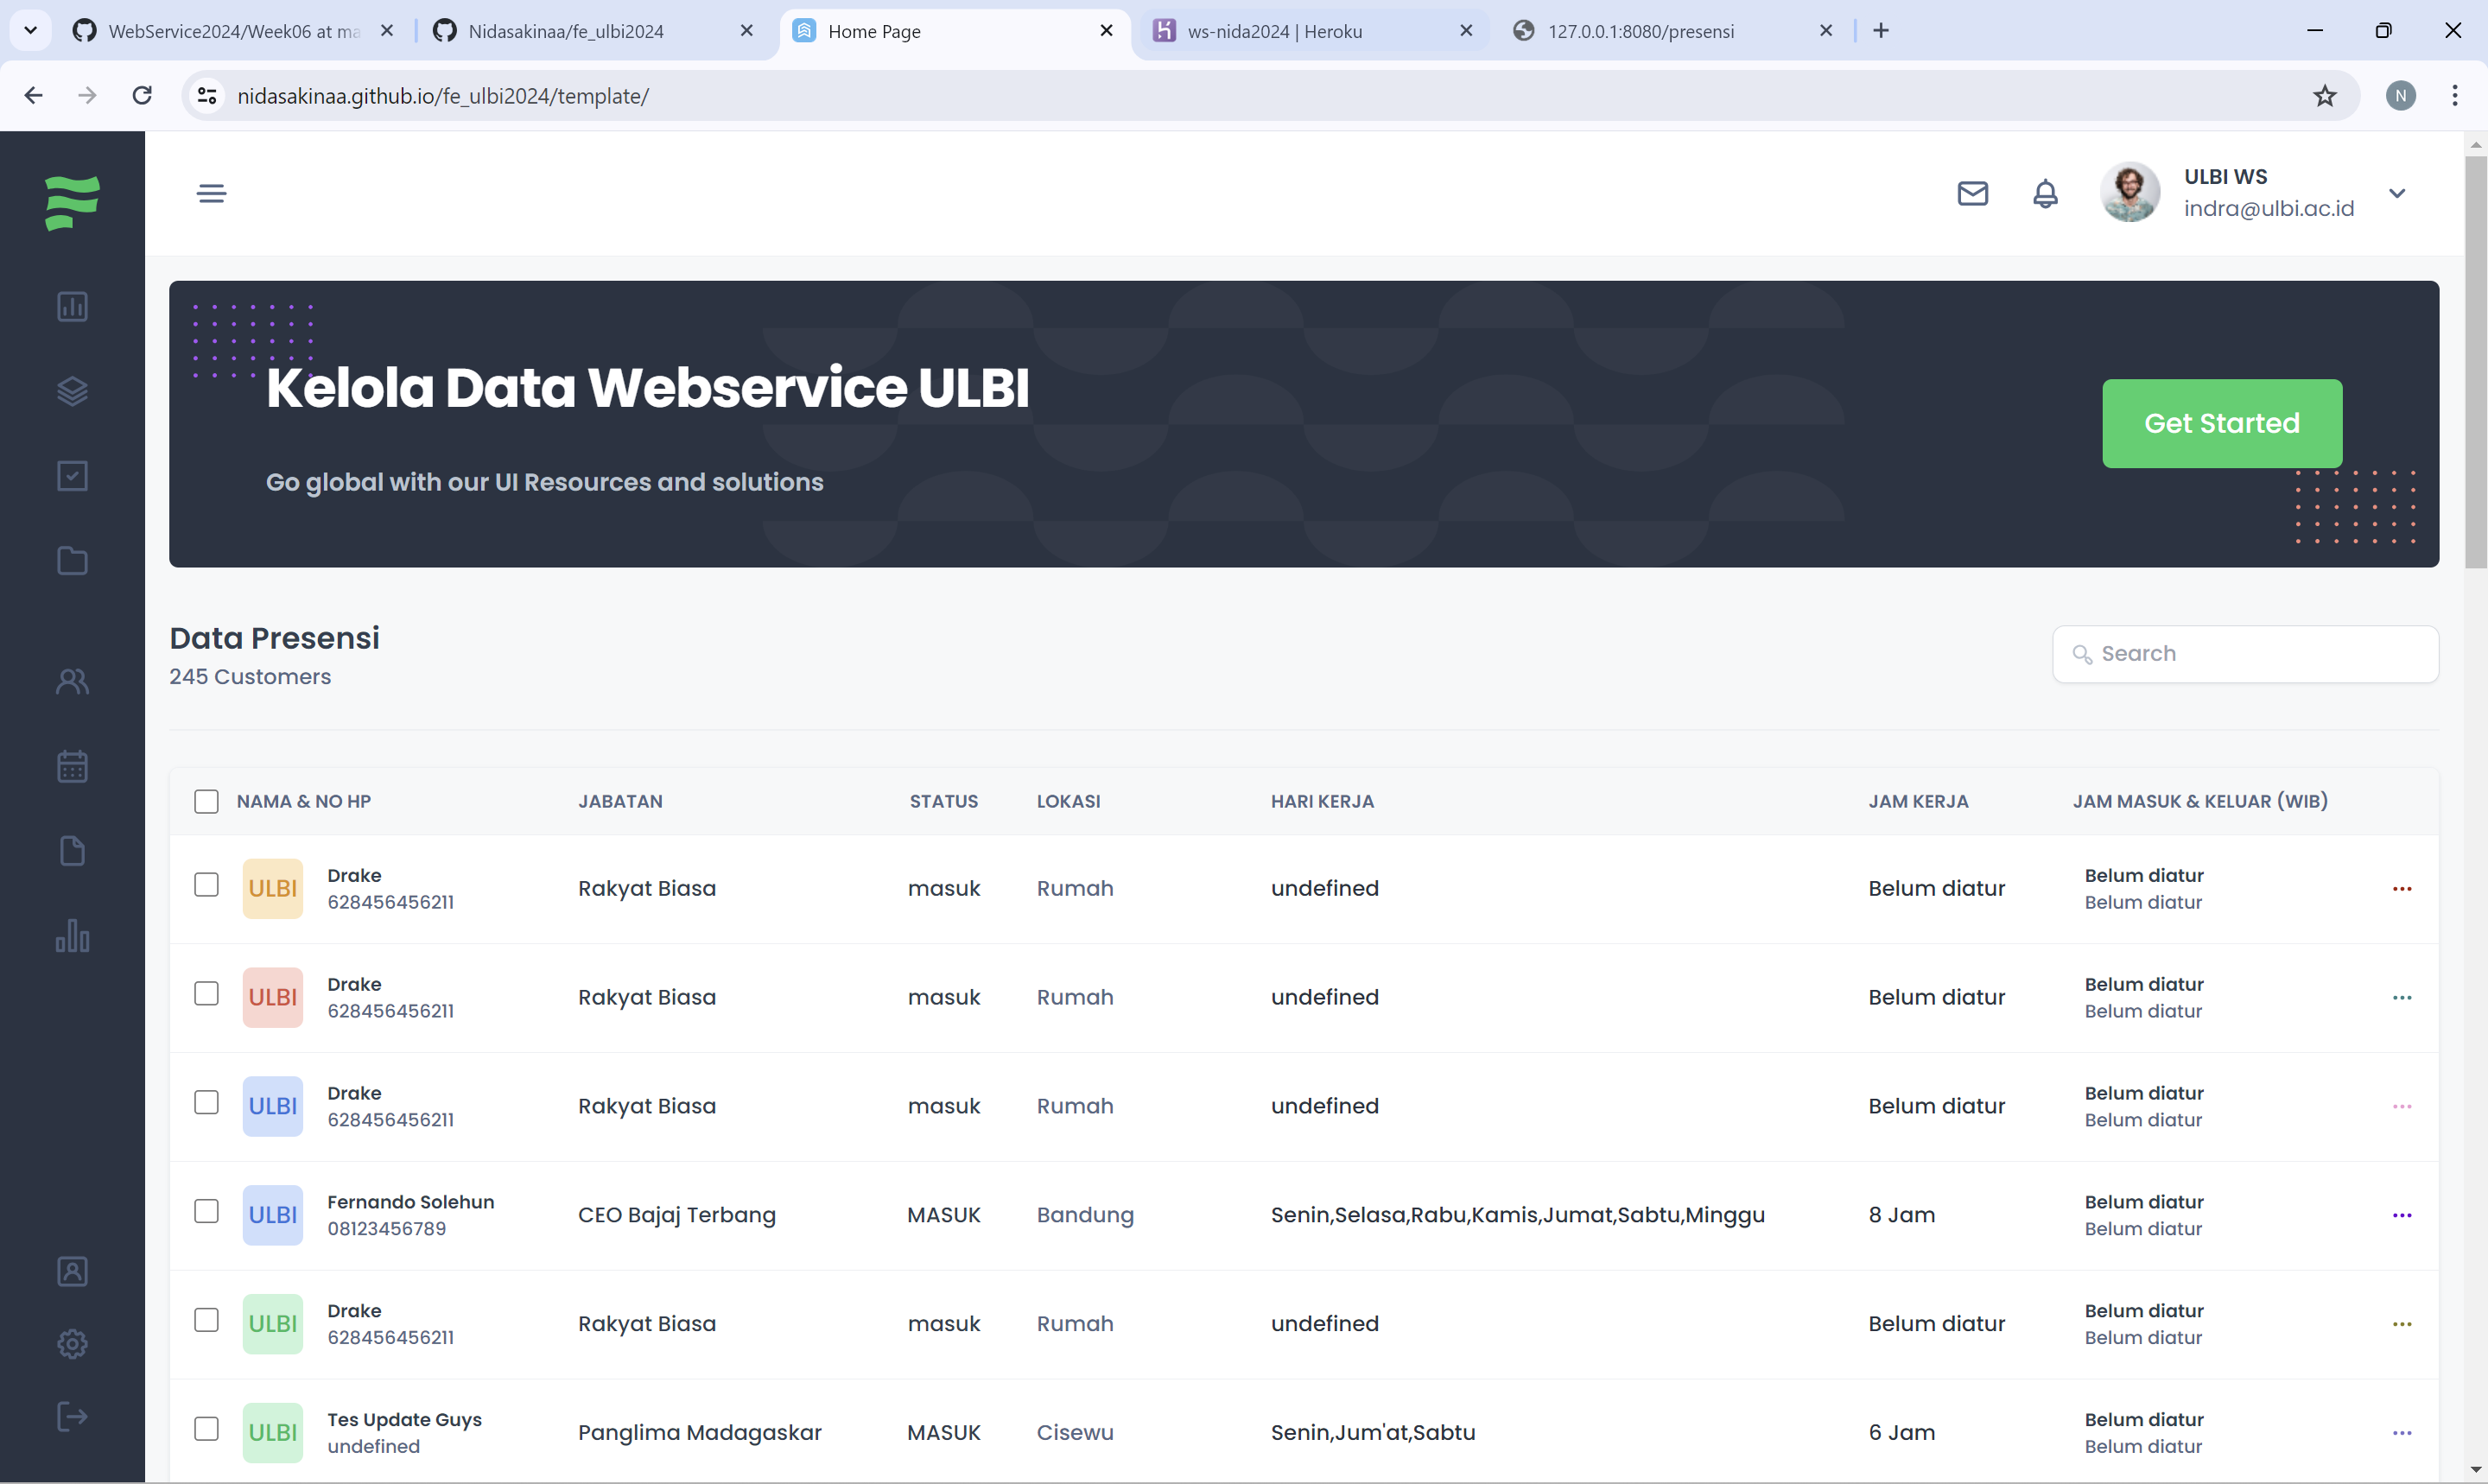 WebService2024/Week06 at ma
Nidasakinaa/fe_ulbi2024
Home Page
ws-nida2024 | Heroku
127.0.0.1:8080/presensi
nidasakinaa.github.io/fe_ulbi2024/template/
N
ULBI WS
indra@ulbi.ac.id
Kelola Data Webservice ULBI
Go global with our UI Resources and solutions
Get Started
Data Presensi
245 Customers
Search
NAMA & NO HP JABATAN STATUS LOKASI HARI KERJA JAM KERJA JAM MASUK & KELUAR (WIB)
ULBI Drake Rakyat Biasa masuk Rumah undefined Belum diatur Belum diatur
628456456211 Belum diatur
ULBI Drake Rakyat Biasa masuk Rumah undefined Belum diatur Belum diatur
628456456211 Belum diatur
ULBI Drake Rakyat Biasa masuk Rumah undefined Belum diatur Belum diatur
628456456211 Belum diatur
ULBI Fernando Solehun CEO Bajaj Terbang MASUK Bandung Senin,Selasa,Rabu,Kamis,Jumat,Sabtu,Minggu 8 Jam Belum diatur
08123456789 Belum diatur
ULBI Drake Rakyat Biasa masuk Rumah undefined Belum diatur Belum diatur
628456456211 Belum diatur
ULBI Tes Update Guys Panglima Madagaskar MASUK Cisewu Senin,Jum'at,Sabtu 6 Jam Belum diatur
undefined Belum diatur